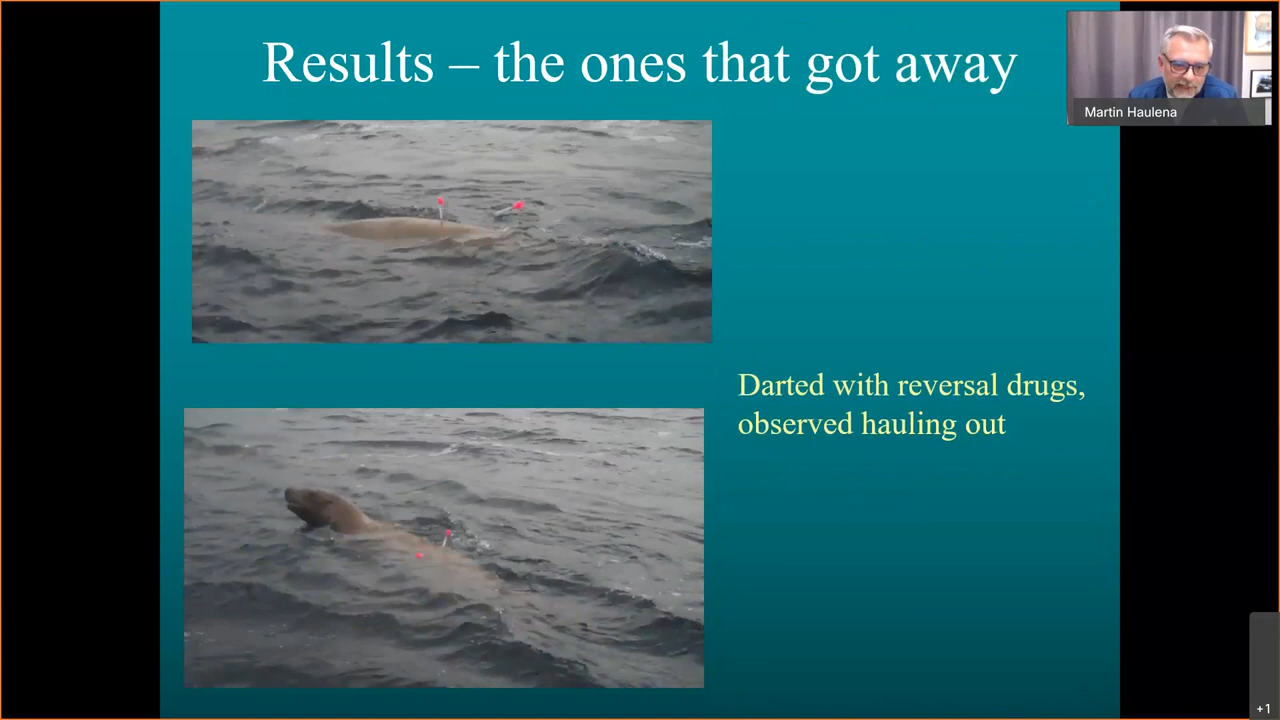 Results – the ones that got away
Martin Haulena
Darted with reversal drugs,
observed hauling out
+1